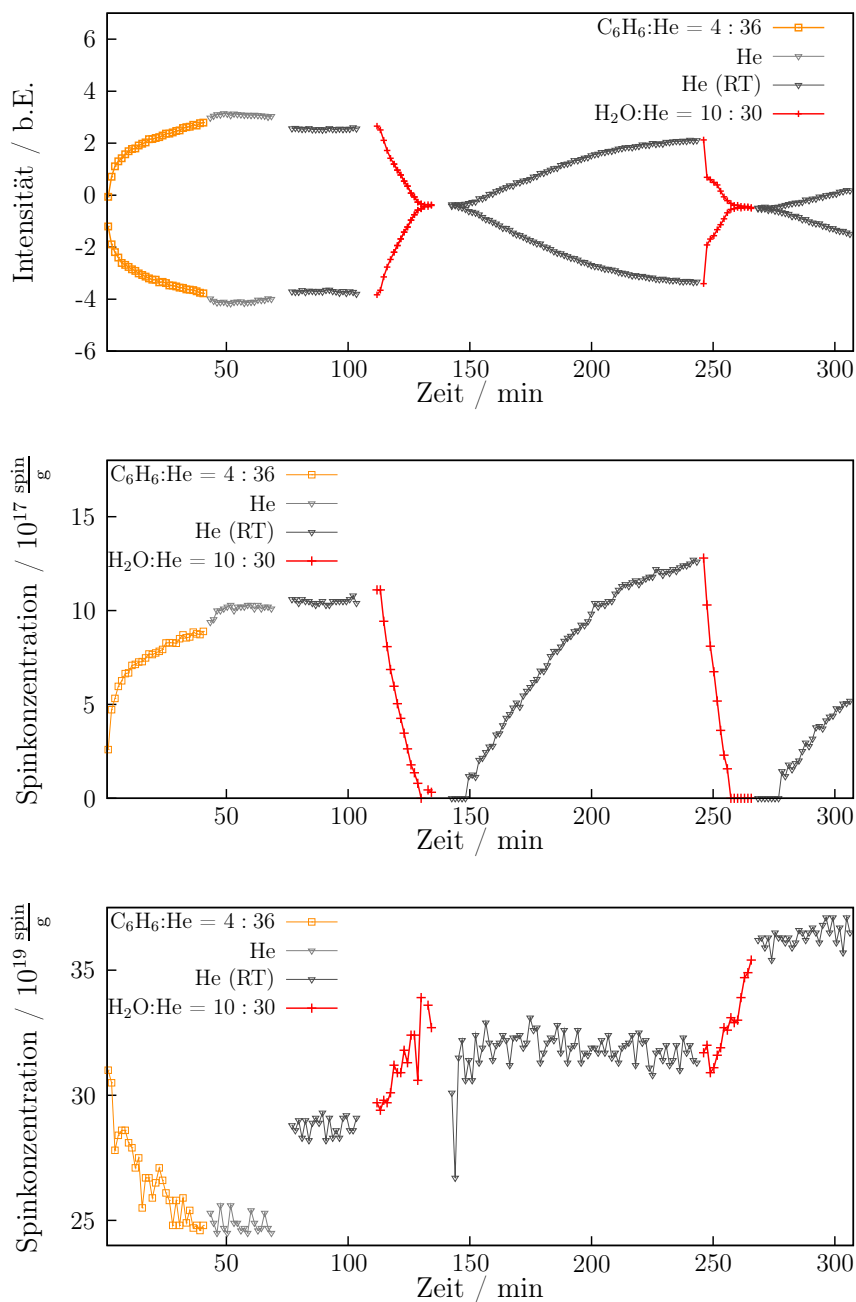 Intensität / b.E.
6
4
2
0
-2
-4
-6
C₆H₆:He = 4 : 36
He
He (RT)
H₂O:He = 10 : 30
50 100 150 200 250 300
Zeit / min
Spinkonzentration / 10¹⁷ spin/g
15
10
5
0
C₆H₆:He = 4 : 36
He
He (RT)
H₂O:He = 10 : 30
50 100 150 200 250 300
Zeit / min
Spinkonzentration / 10¹⁹ spin/g
35
30
25
C₆H₆:He = 4 : 36
He
He (RT)
H₂O:He = 10 : 30
50 100 150 200 250 300
Zeit / min